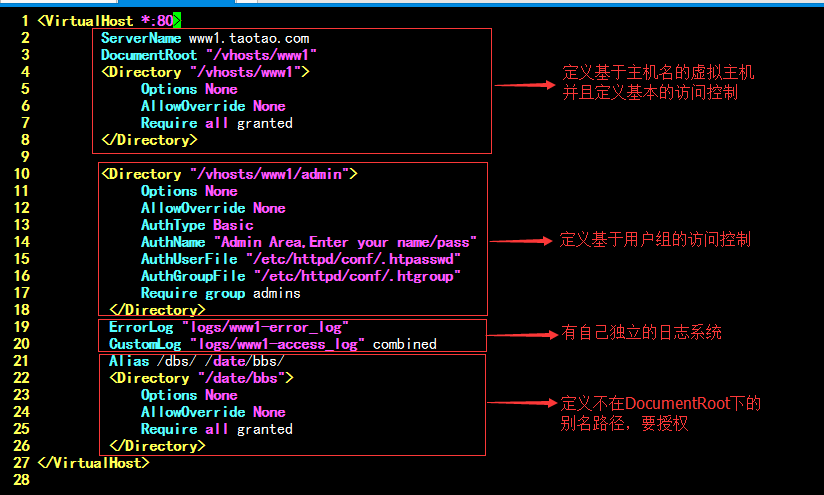 1 <VirtualHost *:80>
2 ServerName www1.taotao.com
3 DocumentRoot "/vhosts/www1"
4 <Directory "/vhosts/www1">
5 Options None
6 AllowOverride None
7 Require all granted
8 </Directory>
定义基于主机名的虚拟主机
并且定义基本的访问控制
9
10 <Directory "/vhosts/www1/admin">
11 Options None
12 AllowOverride None
13 AuthType Basic
14 AuthName "Admin Area,Enter your name/pass"
15 AuthUserFile "/etc/httpd/conf/.htpasswd"
16 AuthGroupFile "/etc/httpd/conf/.htgroup"
17 Require group admins
18 </Directory>
定义基于用户组的访问控制
19 ErrorLog "logs/www1-error_log"
20 CustomLog "logs/www1-access_log" combined
有自己独立的日志系统
21 Alias /dbs/ /date/bbs/
22 <Directory "/date/bbs">
23 Options None
24 AllowOverride None
25 Require all granted
26 </Directory>
定义不在DocumentRoot下的
别名路径，要授权
27 </VirtualHost>
28